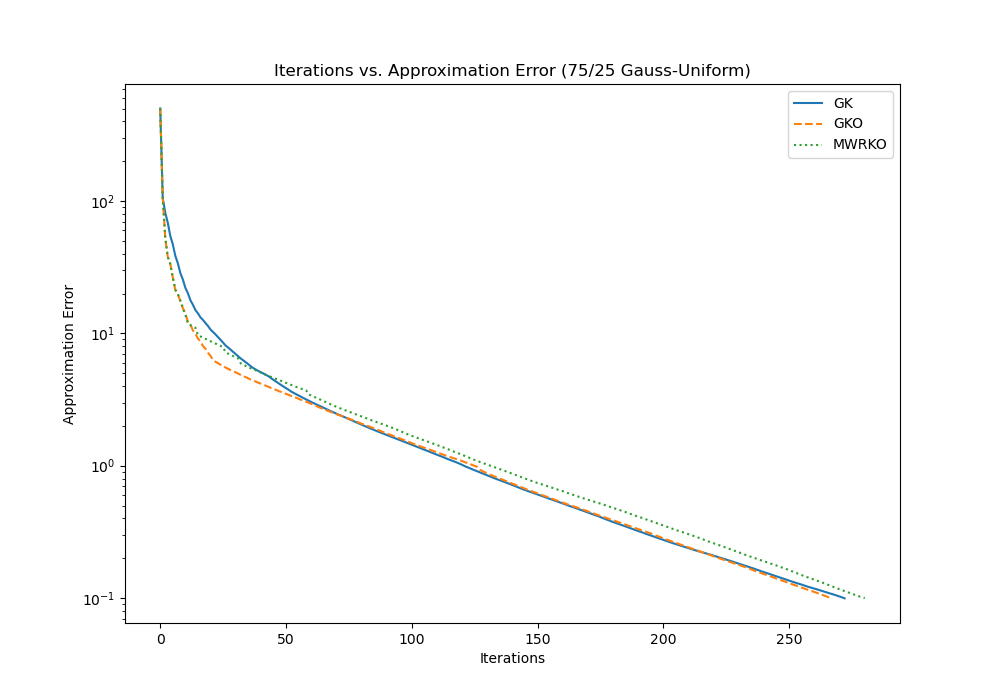 Iterations vs. Approximation Error (75/25 Gauss-Uniform)
GK
GKO
MWRKO
Approximation Error
10²
10¹
10⁰
10⁻¹
0 50 100 150 200 250
Iterations